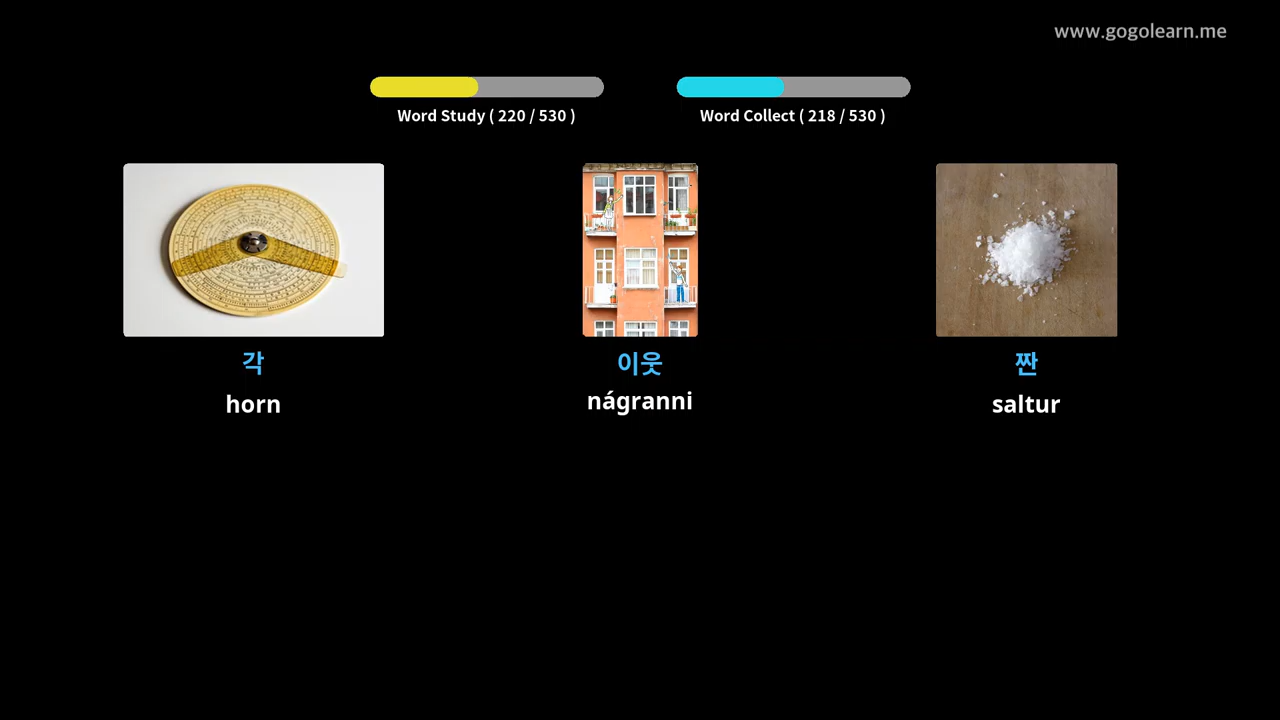 www.gogolearn.me
Word Study ( 220 / 530 )
Word Collect ( 218 / 530 )
각
이웃
짠
horn
nágranni
saltur